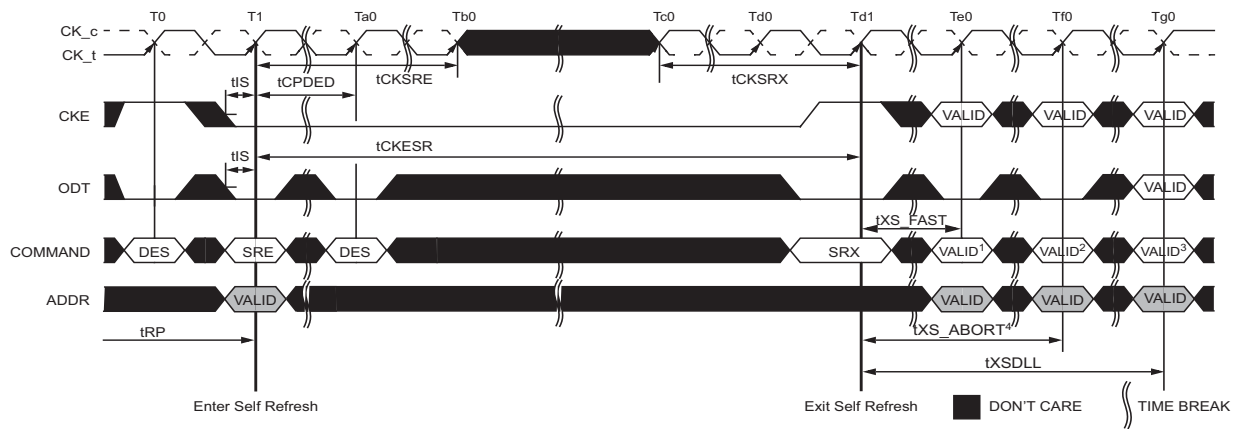 T0 T1 Ta0 Tb0 Tc0 Td0 Td1 Te0 Tf0 Tg0
CK_c
CK_t
tIS tCPDED tCKSRE tCKSRX
CKE VALID VALID VALID
tIS tCKESR
ODT VALID
tXS_FAST
COMMAND DES SRE DES SRX VALID¹ VALID² VALID³
ADDR VALID VALID VALID VALID
tRP tXS_ABORT⁴
tXSDLL
Enter Self Refresh Exit Self Refresh DON'T CARE TIME BREAK